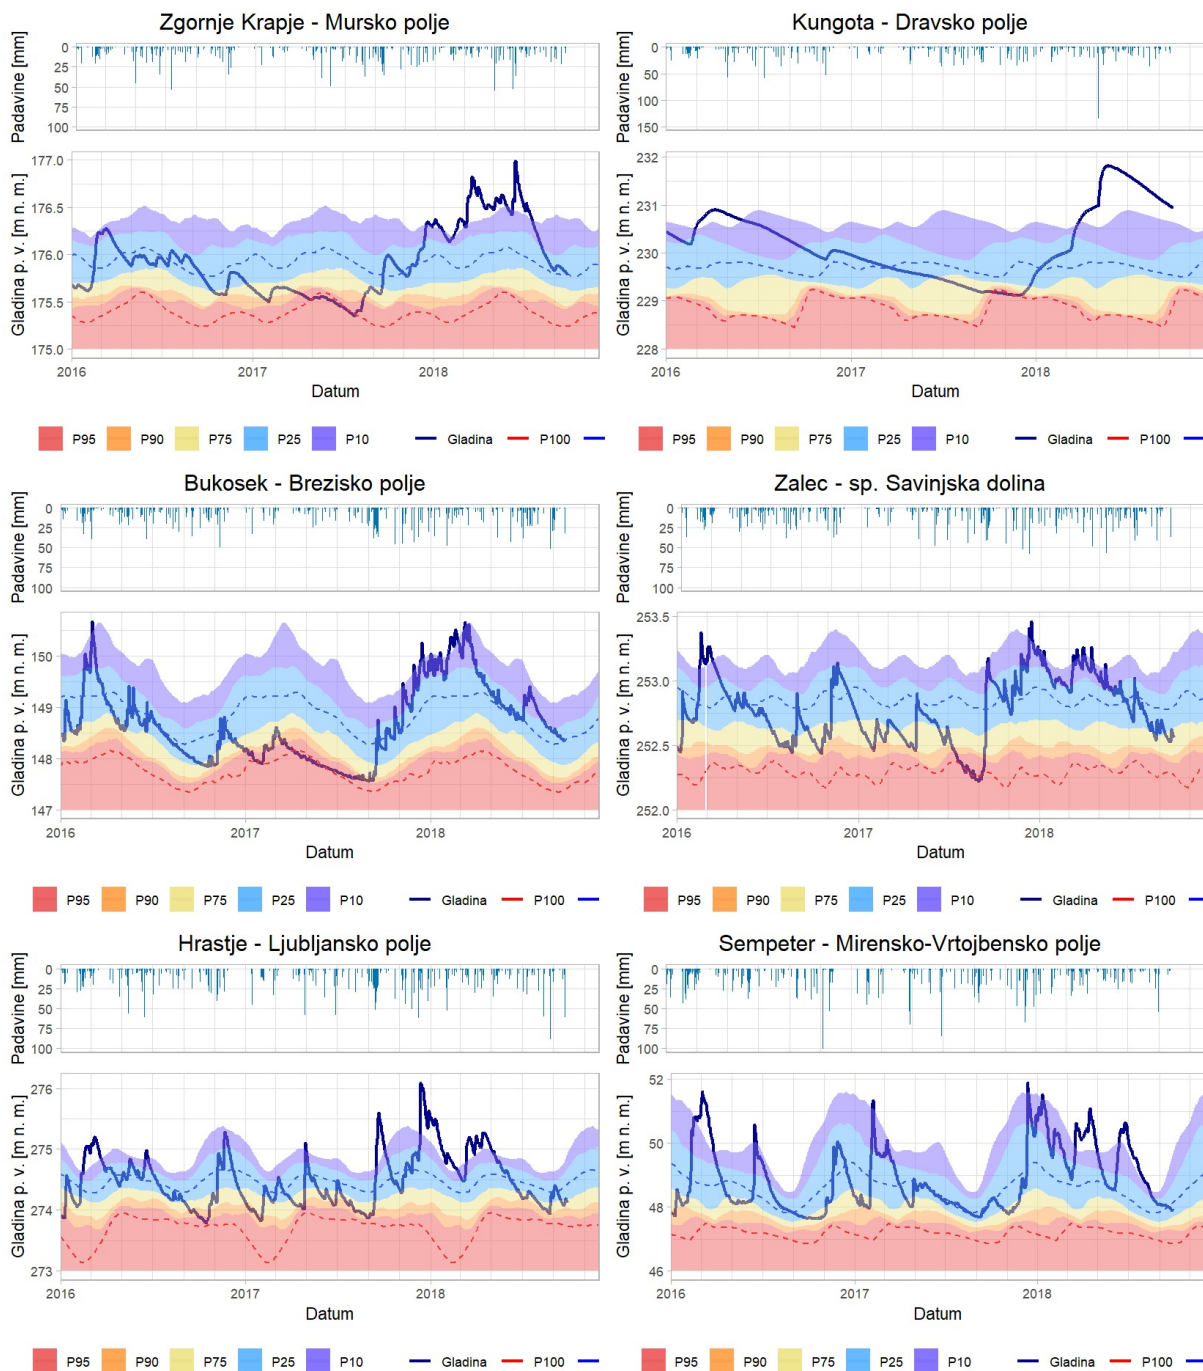 Zgornje Krapje - Mursko polje
Padavine [mm]
0
25
50
75
100
Gladina p. v. [m n. m.]
177.0
176.5
176.0
175.5
175.0
2016
2017
2018
Datum
P95 P90 P75 P25 P10 Gladina P100
Kungota - Dravsko polje
Padavine [mm]
0
50
100
150
Gladina p. v. [m n. m.]
232
231
230
229
228
2016
2017
2018
Datum
P95 P90 P75 P25 P10 Gladina P100
Bukosek - Brezisko polje
Padavine [mm]
0
25
50
75
100
Gladina p. v. [m n. m.]
150
149
148
147
2016
2017
2018
Datum
P95 P90 P75 P25 P10 Gladina P100
Zalec - sp. Savinjska dolina
Padavine [mm]
0
25
50
75
100
Gladina p. v. [m n. m.]
253.5
253.0
252.5
252.0
2016
2017
2018
Datum
P95 P90 P75 P25 P10 Gladina P100
Hrastje - Ljubljansko polje
Padavine [mm]
0
25
50
75
100
Gladina p. v. [m n. m.]
276
275
274
273
2016
2017
2018
Datum
P95 P90 P75 P25 P10 Gladina P100
Sempeter - Mirensko-Vrtojbensko polje
Padavine [mm]
0
25
50
75
100
Gladina p. v. [m n. m.]
52
50
48
46
2016
2017
2018
Datum
P95 P90 P75 P25 P10 Gladina P100